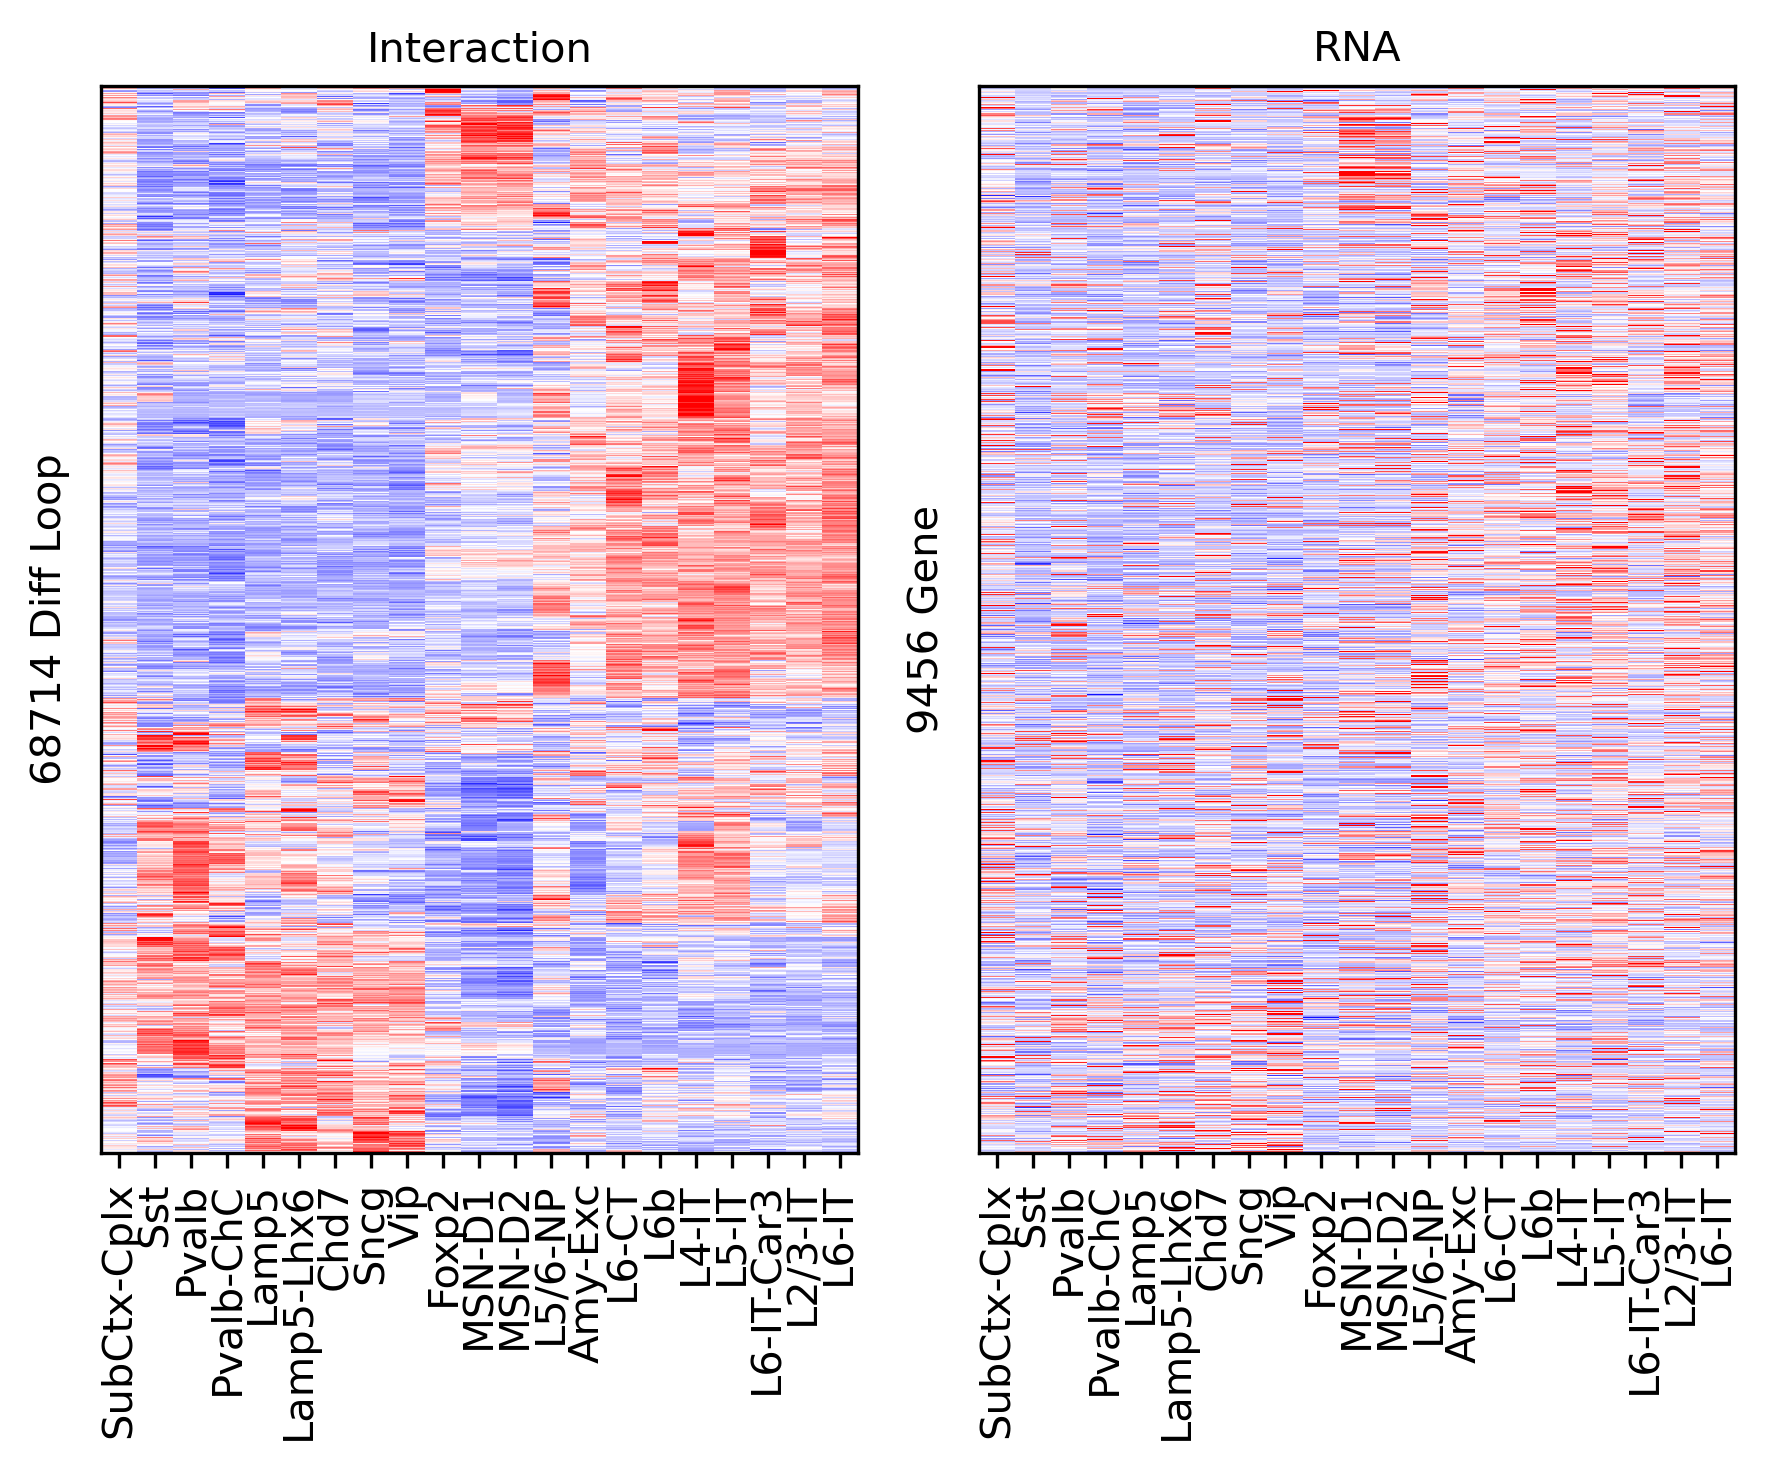 Interaction
RNA
68714 Diff Loop
9456 Gene
SubCtx-Cplx
Sst
Pvalb
Pvalb-ChC
Lamp5
Lamp5-Lhx6
Chd7
Sncg
Vip
Foxp2
MSN-D1
MSN-D2
L5/6-NP
Amy-Exc
L6-CT
L6b
L4-IT
L5-IT
L6-IT-Car3
L2/3-IT
L6-IT
SubCtx-Cplx
Sst
Pvalb
Pvalb-ChC
Lamp5
Lamp5-Lhx6
Chd7
Sncg
Vip
Foxp2
MSN-D1
MSN-D2
L5/6-NP
Amy-Exc
L6-CT
L6b
L4-IT
L5-IT
L6-IT-Car3
L2/3-IT
L6-IT